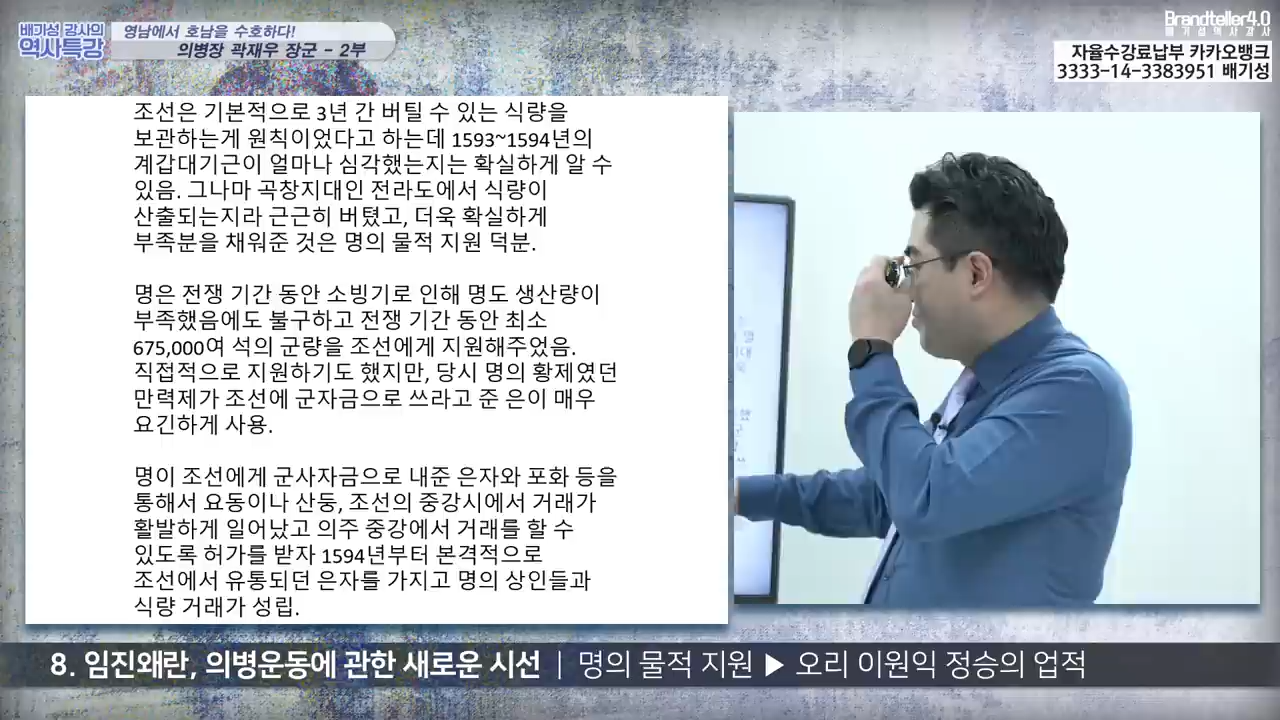 배기성 강사의
역사특강
영남에서 호남을 수호하다!
의병장 곽재우 장군 - 2부
Brandteller4.0
배기성역사강사
자율수강료납부 카카오뱅크
3333-14-3383951 배기성
조선은 기본적으로 3년 간 버틸 수 있는 식량을
보관하는게 원칙이었다고 하는데 1593~1594년의
계갑대기근이 얼마나 심각했는지는 확실하게 알 수
있음. 그나마 곡창지대인 전라도에서 식량이
산출되는지라 근근히 버텼고, 더욱 확실하게
부족분을 채워준 것은 명의 물적 지원 덕분.
명은 전쟁 기간 동안 소빙기로 인해 명도 생산량이
부족했음에도 불구하고 전쟁 기간 동안 최소
675,000여 석의 군량을 조선에게 지원해주었음.
직접적으로 지원하기도 했지만, 당시 명의 황제였던
만력제가 조선에 군자금으로 쓰라고 준 은이 매우
요긴하게 사용.
명이 조선에게 군사자금으로 내준 은자와 포화 등을
통해서 요동이나 산둥, 조선의 중강시에서 거래가
활발하게 일어났고 의주 중강에서 거래를 할 수
있도록 허가를 받자 1594년부터 본격적으로
조선에서 유통되던 은자를 가지고 명의 상인들과
식량 거래가 성립.
8. 임진왜란, 의병운동에 관한 새로운 시선 | 명의 물적 지원 ▶ 오리 이원익 정승의 업적